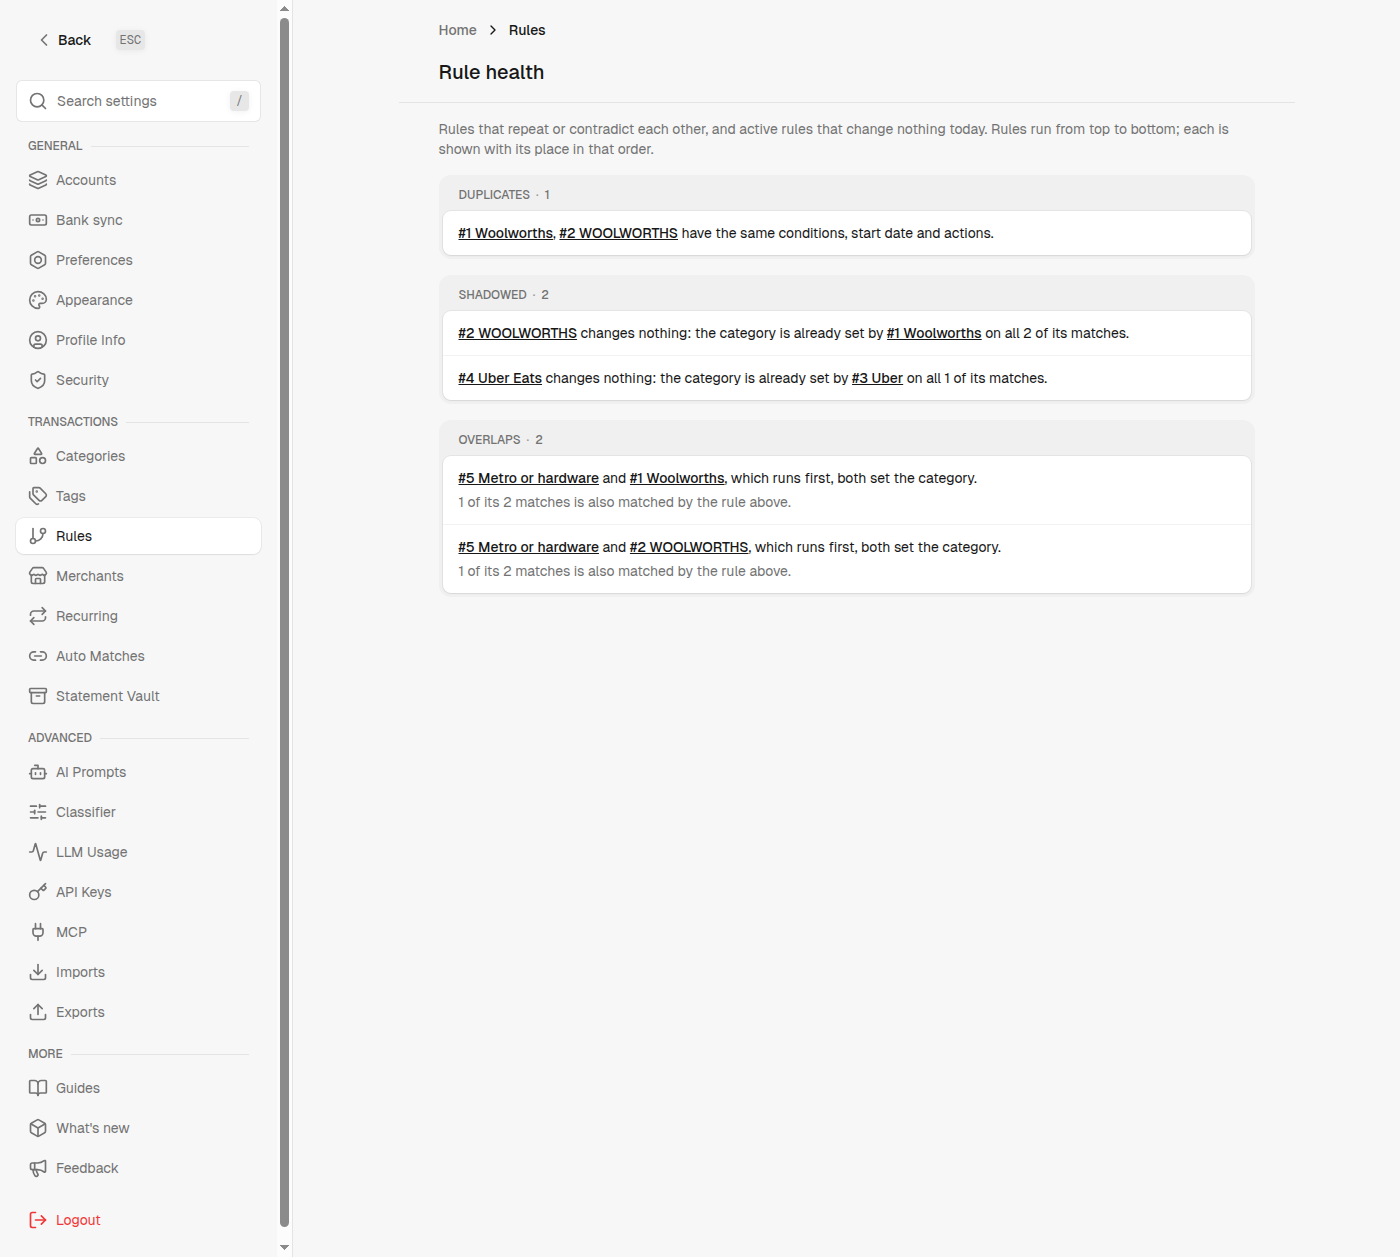 Back ESC
Search settings /
GENERAL
Accounts
Bank sync
Preferences
Appearance
Profile Info
Security
TRANSACTIONS
Categories
Tags
Rules
Merchants
Recurring
Auto Matches
Statement Vault
ADVANCED
AI Prompts
Classifier
LLM Usage
API Keys
MCP
Imports
Exports
MORE
Guides
What's new
Feedback
Logout
Home > Rules
Rule health
Rules that repeat or contradict each other, and active rules that change nothing today. Rules run from top to bottom; each is
shown with its place in that order.
DUPLICATES · 1
#1 Woolworths, #2 WOOLWORTHS have the same conditions, start date and actions.
SHADOWED · 2
#2 WOOLWORTHS changes nothing: the category is already set by #1 Woolworths on all 2 of its matches.
#4 Uber Eats changes nothing: the category is already set by #3 Uber on all 1 of its matches.
OVERLAPS · 2
#5 Metro or hardware and #1 Woolworths, which runs first, both set the category.
1 of its 2 matches is also matched by the rule above.
#5 Metro or hardware and #2 WOOLWORTHS, which runs first, both set the category.
1 of its 2 matches is also matched by the rule above.